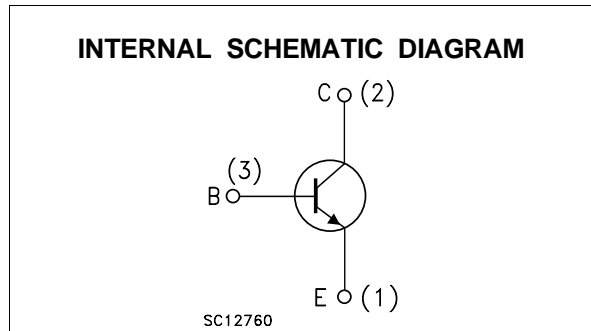 INTERNAL SCHEMATIC DIAGRAM
C (2)
(3)
B
E (1)
SC12760